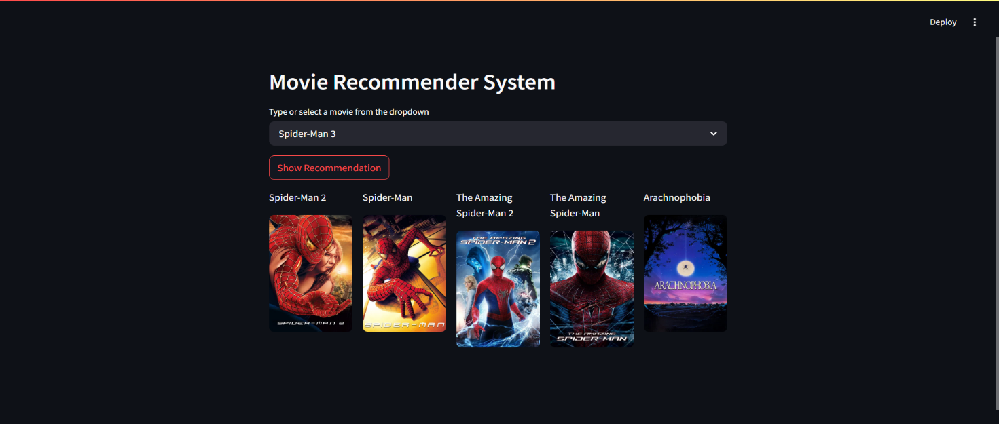 Deploy
Movie Recommender System
Type or select a movie from the dropdown
Spider-Man 3
Show Recommendation
Spider-Man 2
Spider-Man
The Amazing
Spider-Man 2
The Amazing
Spider-Man
Arachnophobia
SPIDER-MAN 2
SPIDER-MAN
THE AMAZING
SPIDER-MAN 2
THE AMAZING
SPIDER-MAN
ARACHNOPHOBIA